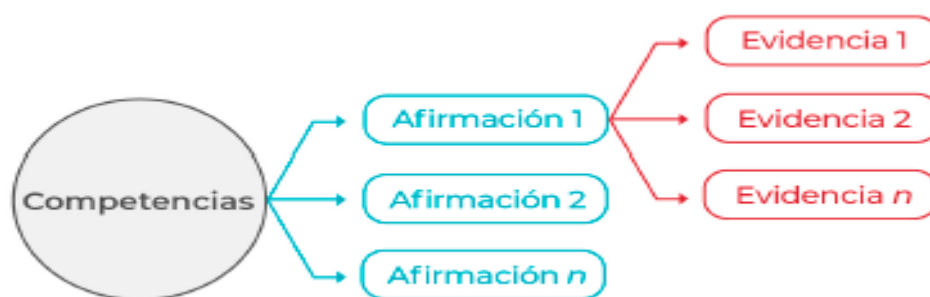 Competencias
Afirmación 1
Afirmación 2
Afirmación n
Evidencia 1
Evidencia 2
Evidencia n